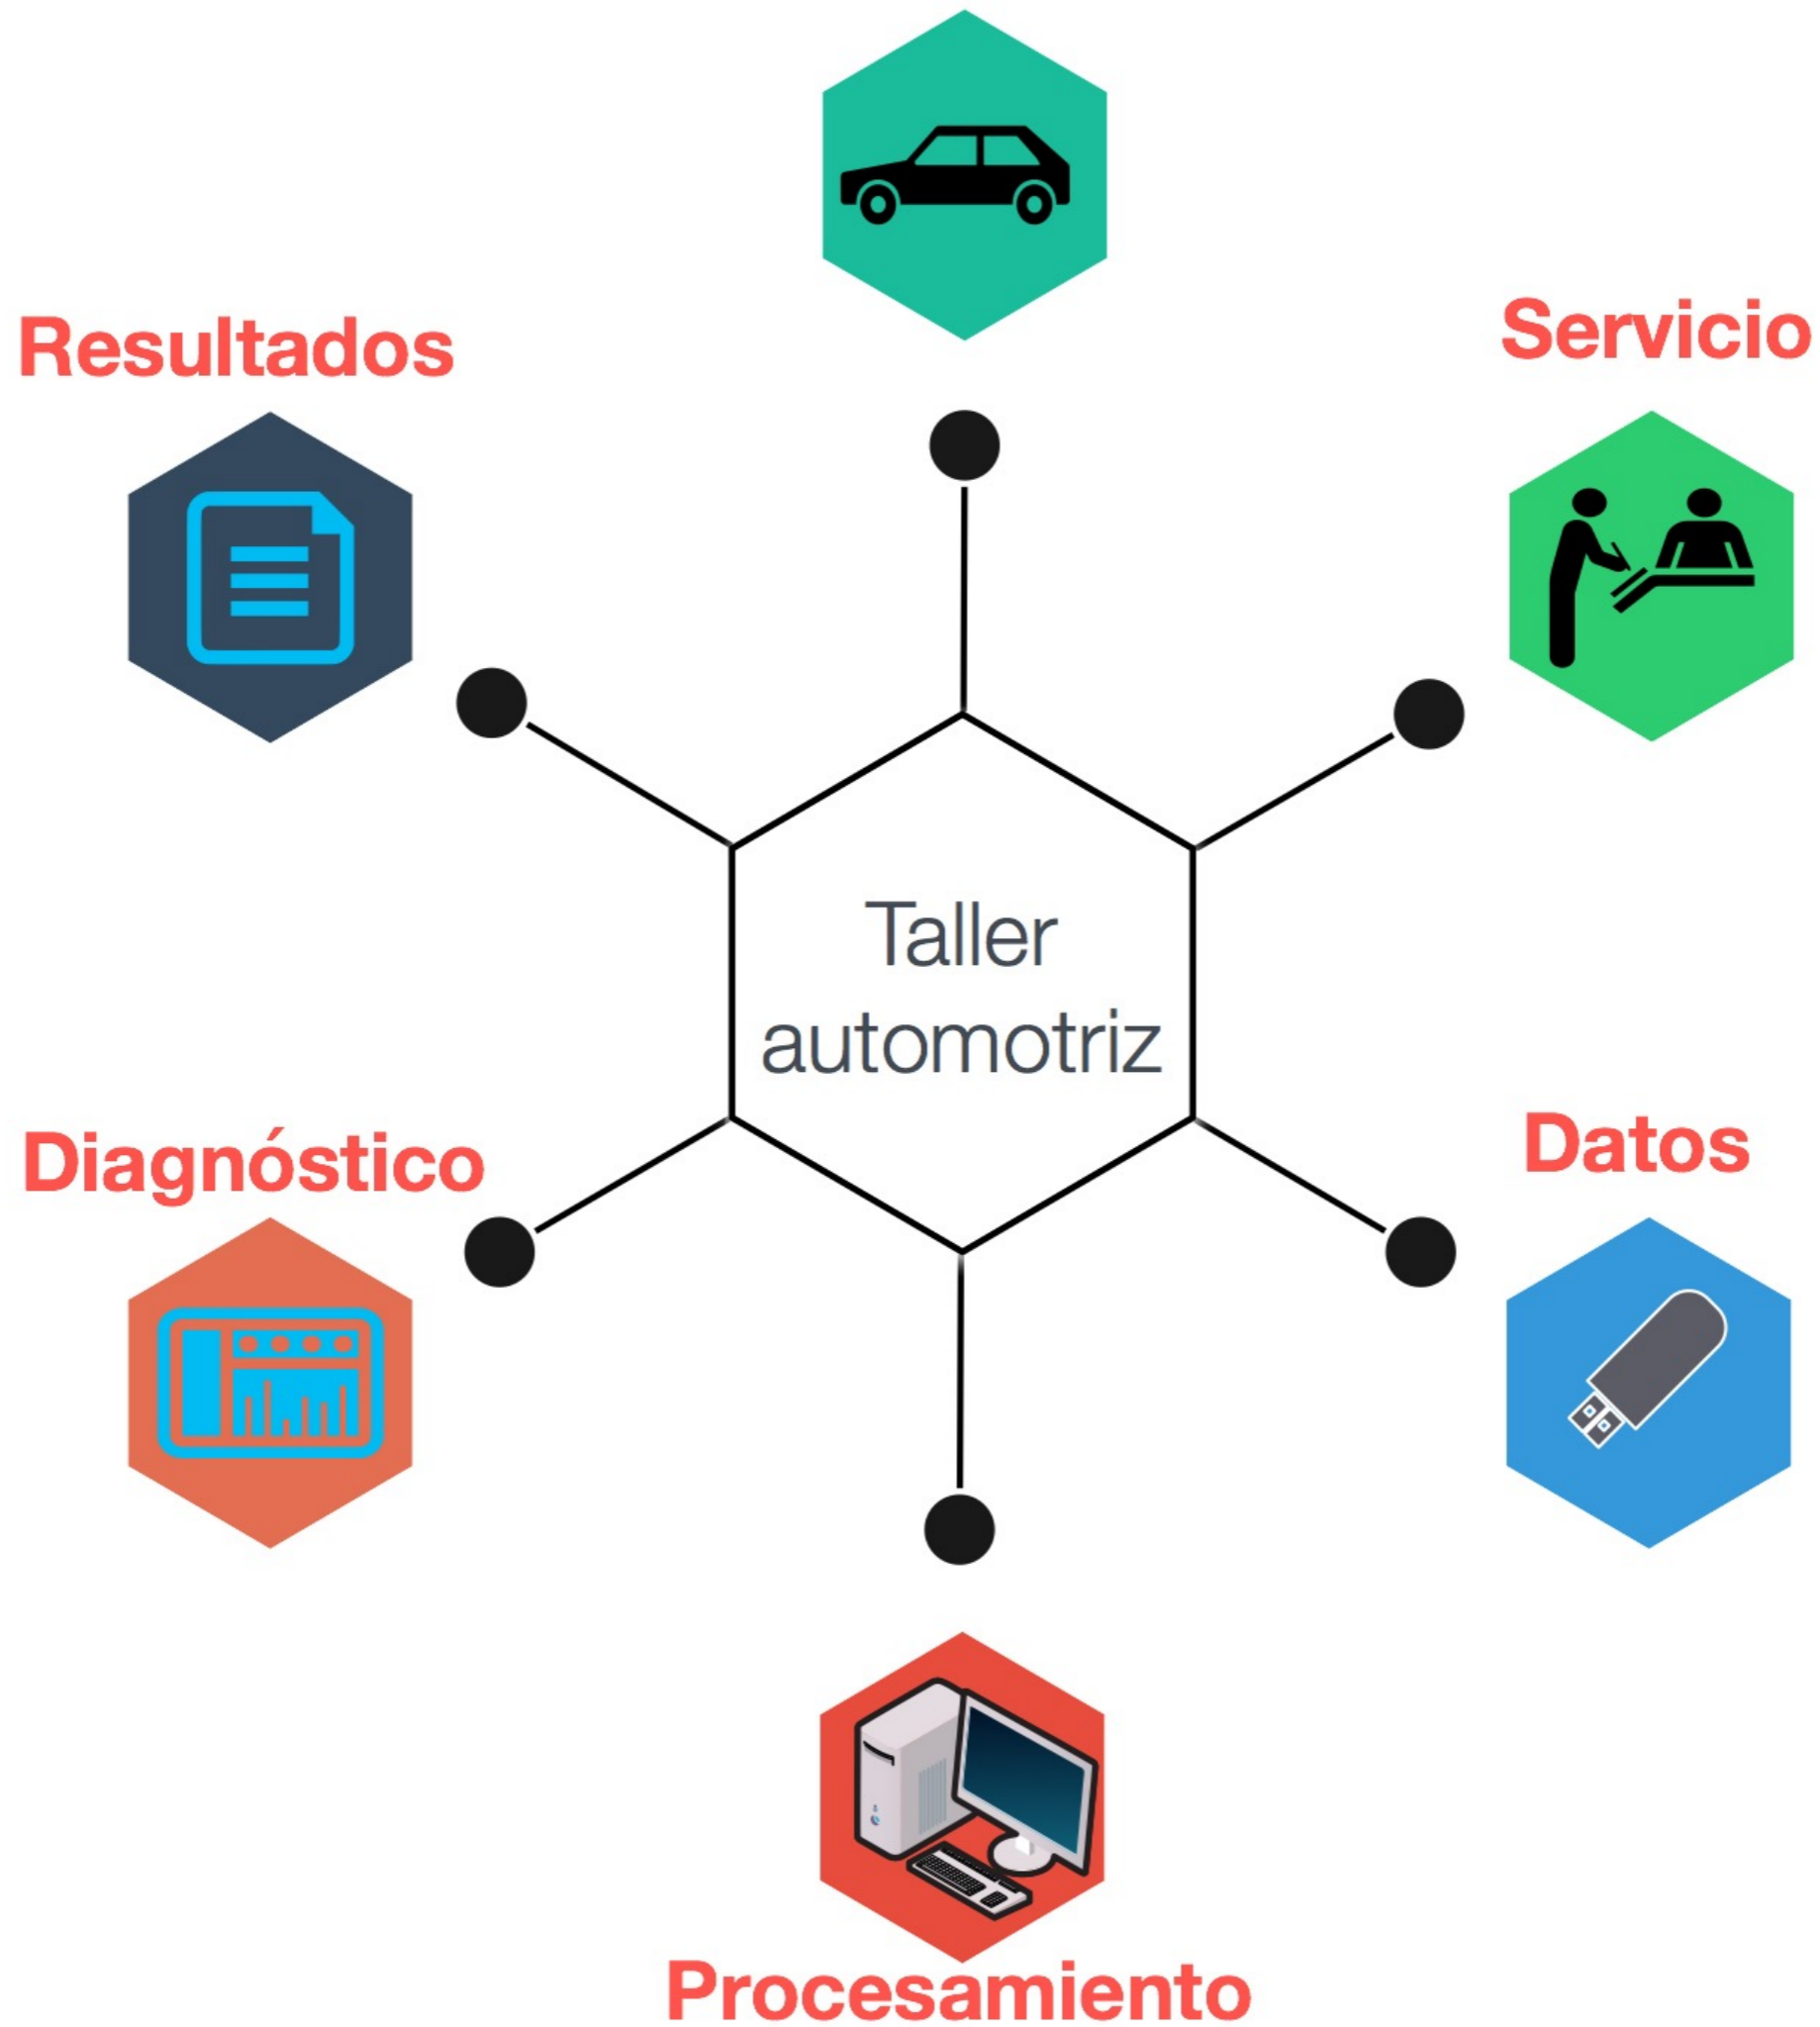 Servicio
Resultados
Taller
automotriz
Datos
Diagnóstico
Procesamiento